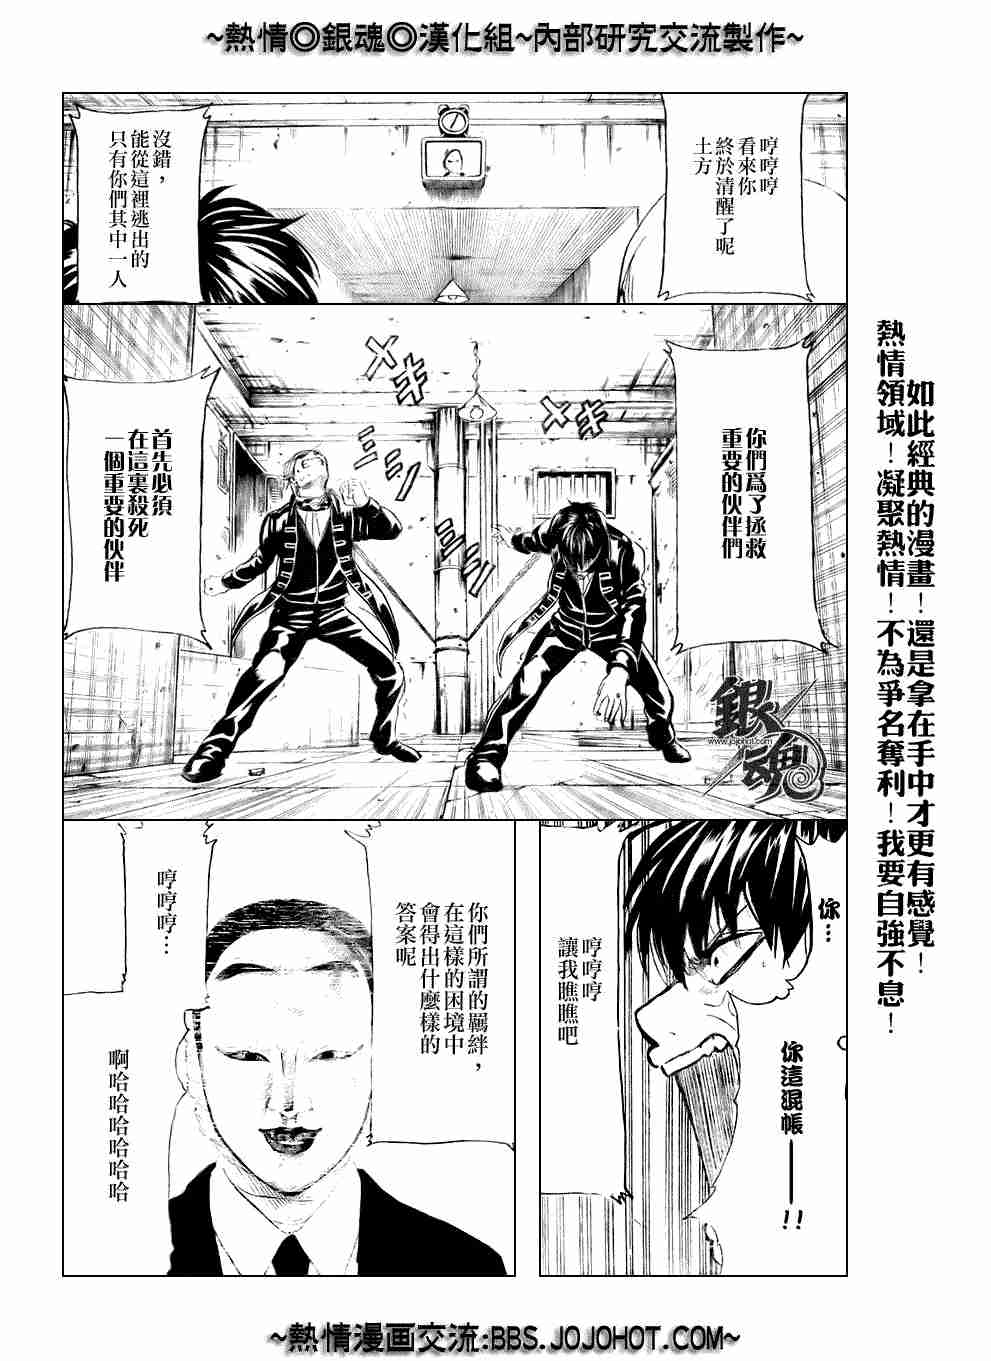 ~熱情◎銀魂◎漢化組~內部研究交流製作~
哼哼哼
看來你
終於清醒了呢
土方
沒錯，
能從這裡逃出的
只有你們其中一人
你們爲了拯救
重要的伙伴們
首先必須
在這裏殺死
一個重要的伙伴
銀魂
www.jojohot.com
你…
你這混帳——!!
哼哼哼
讓我瞧瞧吧
你們所謂的羈絆，
在這樣的困境中
會得出什麼樣的
答案呢
哼哼哼…
啊哈哈哈哈哈哈
如此經典的漫畫！還是拿在手中才更有感覺！
熱情領域！凝聚熱情！不為爭名奪利！我要自強不息！
~熱情漫画交流:BBS.JOJOHOT.COM~